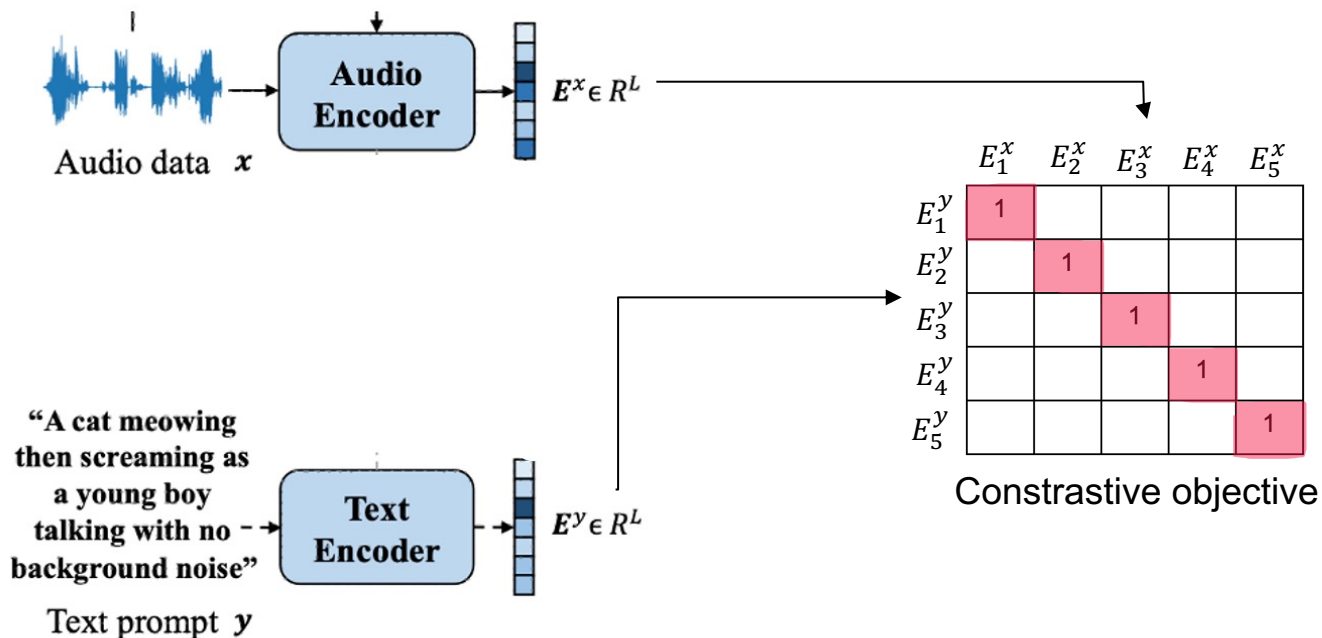 Audio
Encoder
Audio data x
E^x ϵ R^L
E_1^x E_2^x E_3^x E_4^x E_5^x
E_1^y 1
E_2^y 1
E_3^y 1
E_4^y 1
E_5^y 1
Constrastive objective
“A cat meowing
then screaming as
a young boy
talking with no
background noise”
Text
Encoder
E^y ϵ R^L
Text prompt y